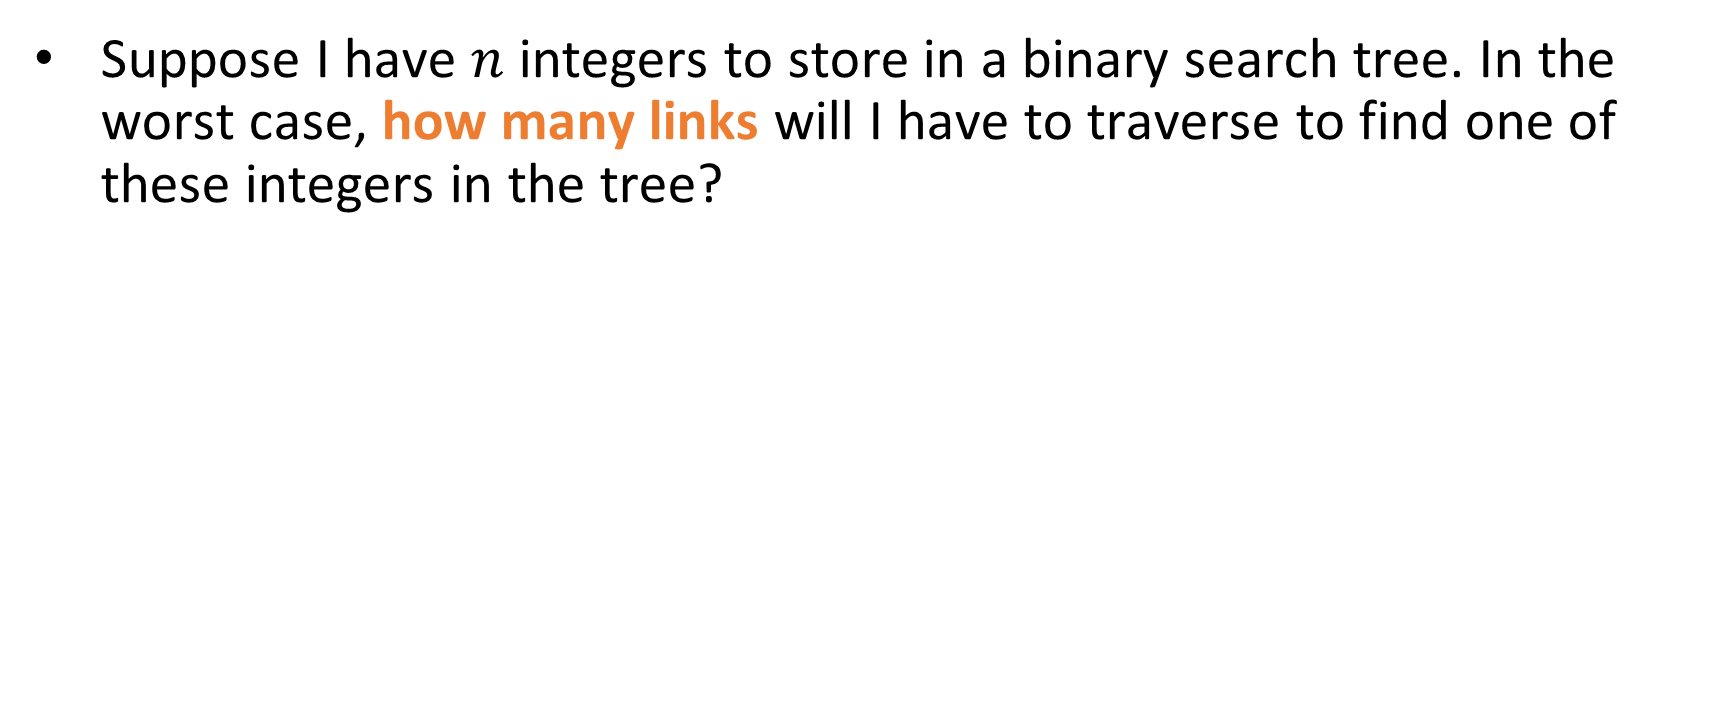 • Suppose I have n integers to store in a binary search tree. In the
worst case, how many links will I have to traverse to find one of
these integers in the tree?